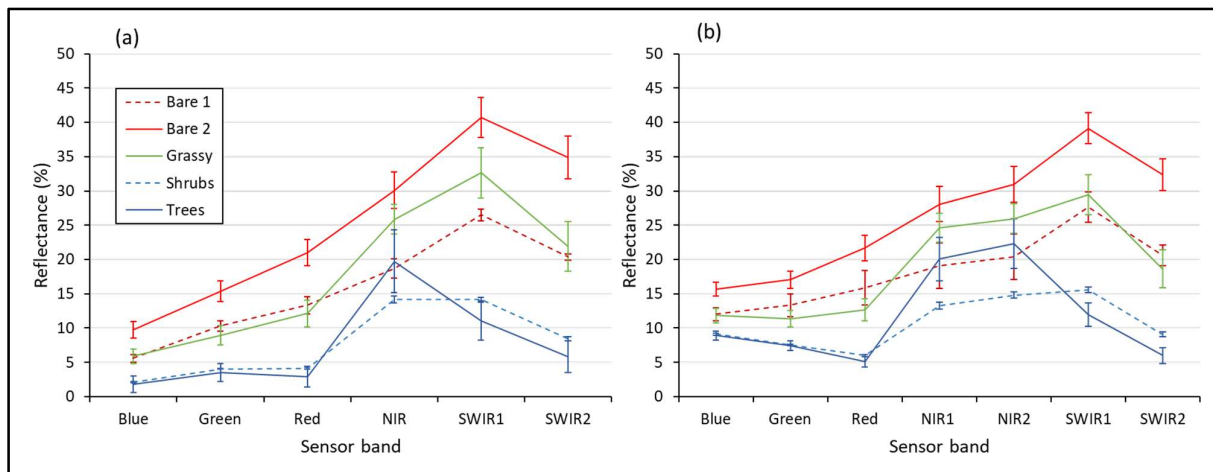 (a)
50
45
40
35
30
25
20
15
10
5
0
Reflectance (%)
Bare 1
Bare 2
Grassy
Shrubs
Trees
Blue Green Red NIR SWIR1 SWIR2
Sensor band
(b)
50
45
40
35
30
25
20
15
10
5
0
Reflectance (%)
Blue Green Red NIR1 NIR2 SWIR1 SWIR2
Sensor band